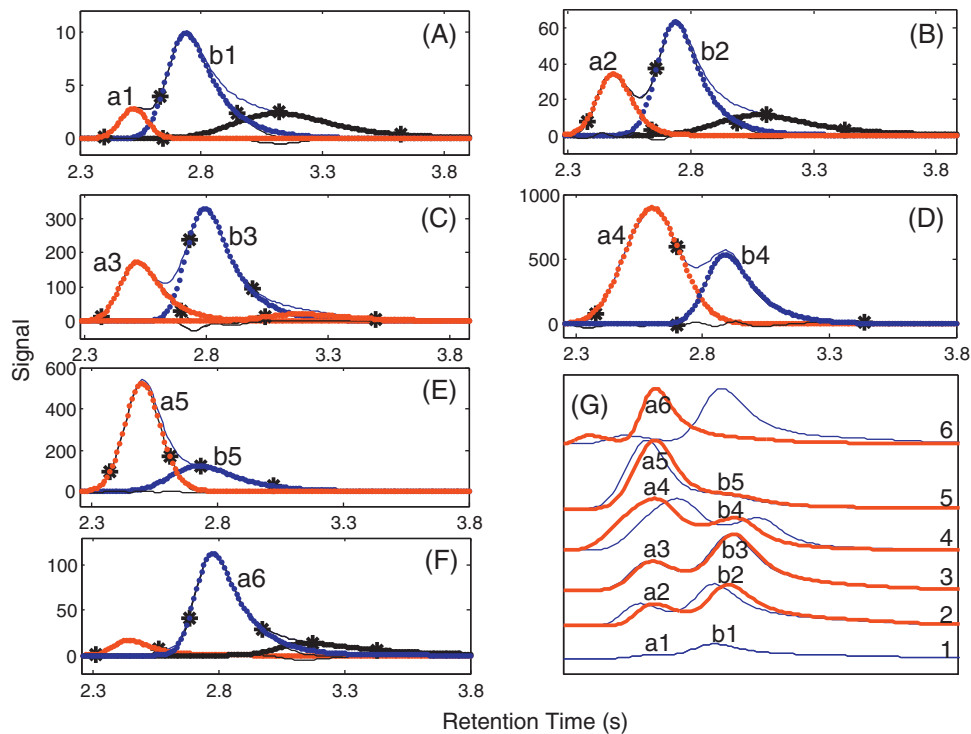 (A)
10
5
0
a1
b1
2.3
2.8
3.3
(B)
60
40
20
0
a2
b2
2.3
2.8
3.3
3.8
(C)
300
200
100
0
a3
b3
2.3
2.8
3.3
3.8
(D)
1000
500
0
a4
b4
2.3
2.8
3.3
3.8
Signal
(E)
600
400
200
0
a5
b5
2.3
2.8
3.3
3.8
(F)
100
50
0
a6
2.3
2.8
3.3
3.8
(G)
a6
6
a5
b5
5
a4
b4
4
a3
b3
3
a2
b2
2
a1
b1
1
Retention Time (s)